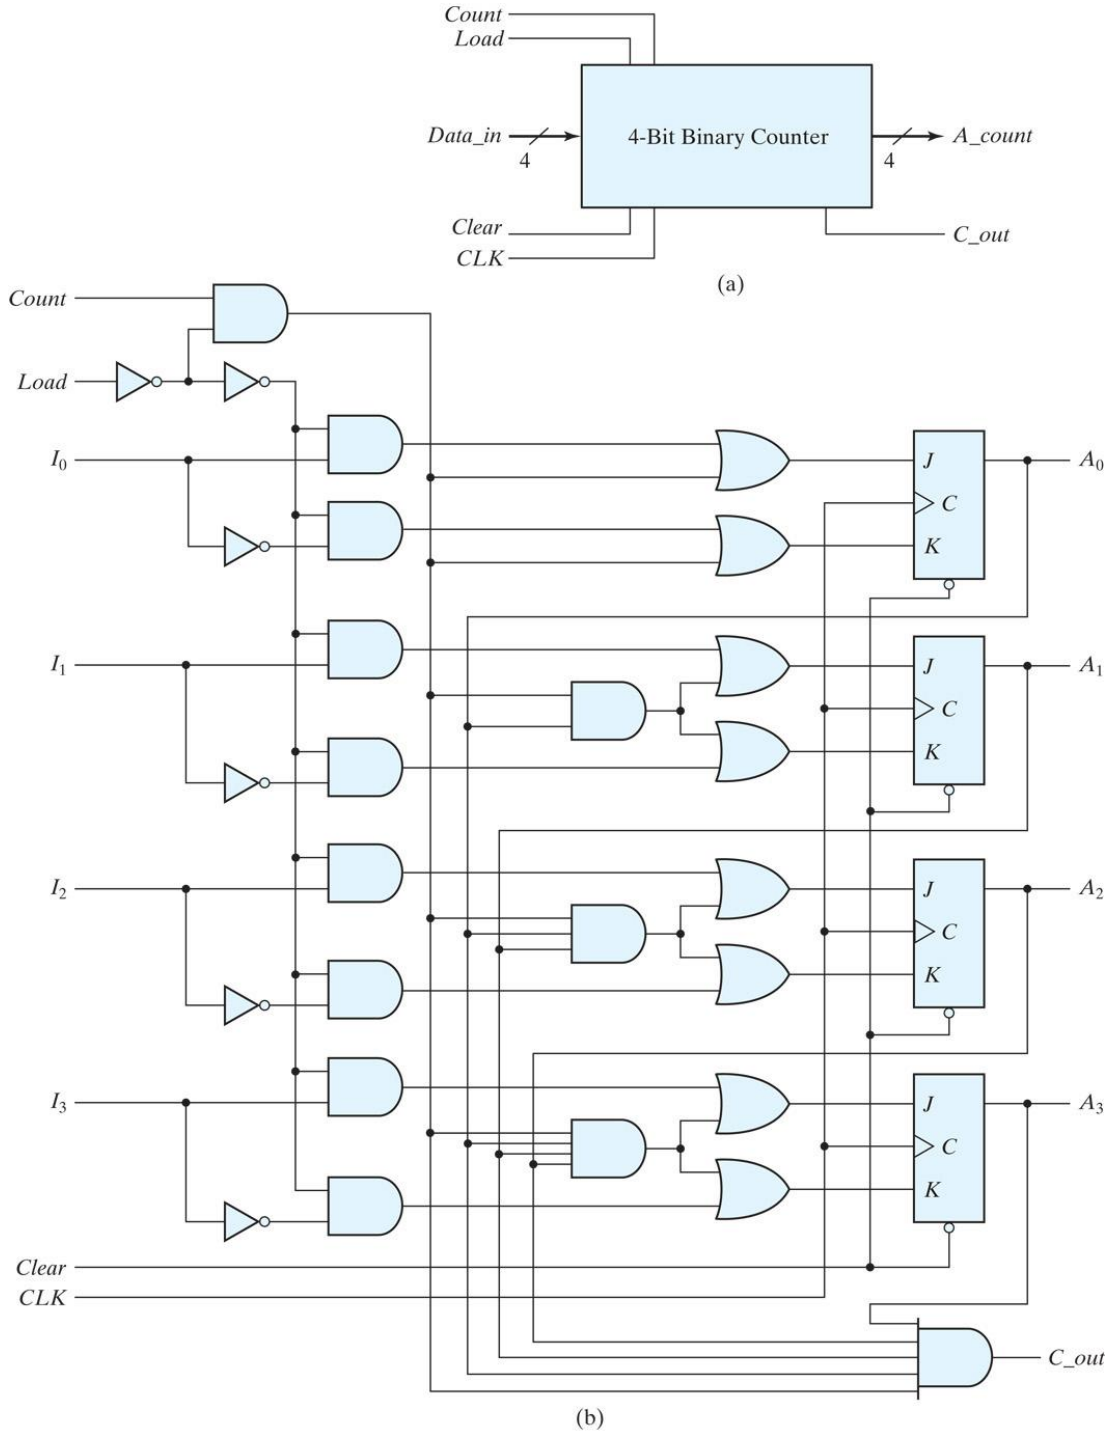 Count
Load
Data_in
4
4-Bit Binary Counter
4
A_count
Clear
CLK
C_out
(a)
Count
Load
I₀
J
C
K
A₀
I₁
J
C
K
A₁
I₂
J
C
K
A₂
I₃
J
C
K
A₃
Clear
CLK
C_out
(b)